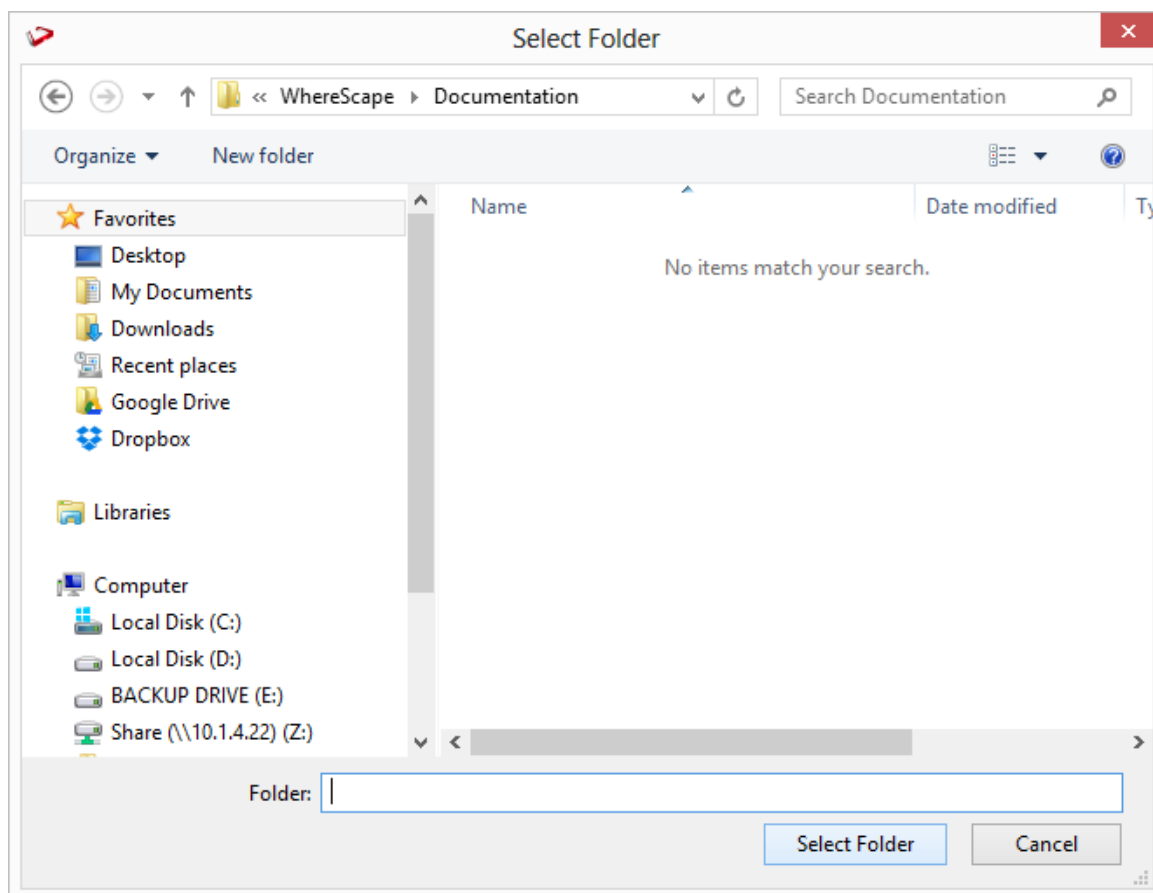 Select Folder
« WhereScape Documentation
Search Documentation
Organize
New folder
Favorites
Desktop
My Documents
Downloads
Recent places
Google Drive
Dropbox
Libraries
Computer
Local Disk (C:)
Local Disk (D:)
BACKUP DRIVE (E:)
Share (\\10.1.4.22) (Z:)
Name
Date modified
Ty
No items match your search.
Folder:
Select Folder
Cancel